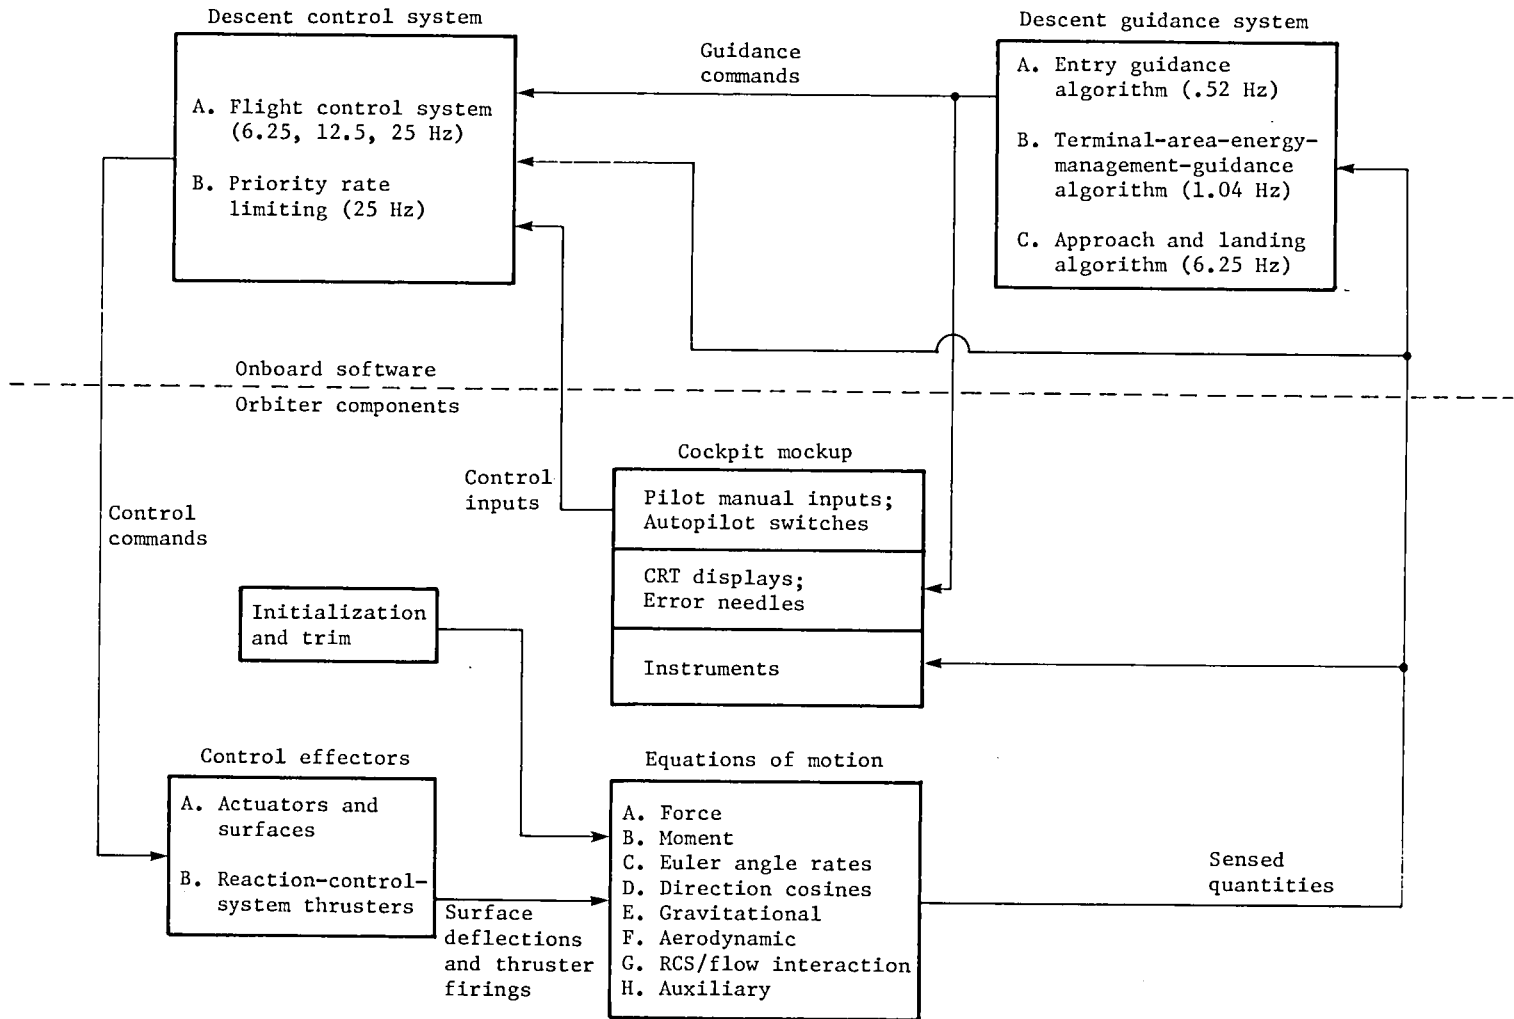 Descent control system
A. Flight control system
(6.25, 12.5, 25 Hz)
B. Priority rate
limiting (25 Hz)
Guidance
commands
Descent guidance system
A. Entry guidance
algorithm (.52 Hz)
B. Terminal-area-energy-
management-guidance
algorithm (1.04 Hz)
C. Approach and landing
algorithm (6.25 Hz)
Onboard software
Orbiter components
Control
commands
Control
inputs
Cockpit mockup
Pilot manual inputs;
Autopilot switches
CRT displays;
Error needles
Instruments
Initialization
and trim
Control effectors
A. Actuators and
surfaces
B. Reaction-control-
system thrusters
Surface
deflections
and thruster
firings
Equations of motion
A. Force
B. Moment
C. Euler angle rates
D. Direction cosines
E. Gravitational
F. Aerodynamic
G. RCS/flow interaction
H. Auxiliary
Sensed
quantities